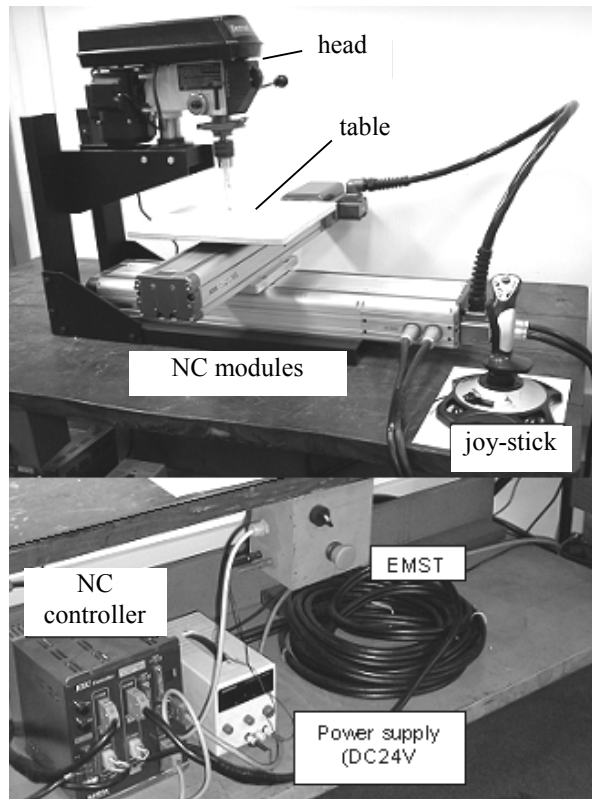 head
table
NC modules
joy-stick
NC
controller
EMST
Power supply
(DC24V